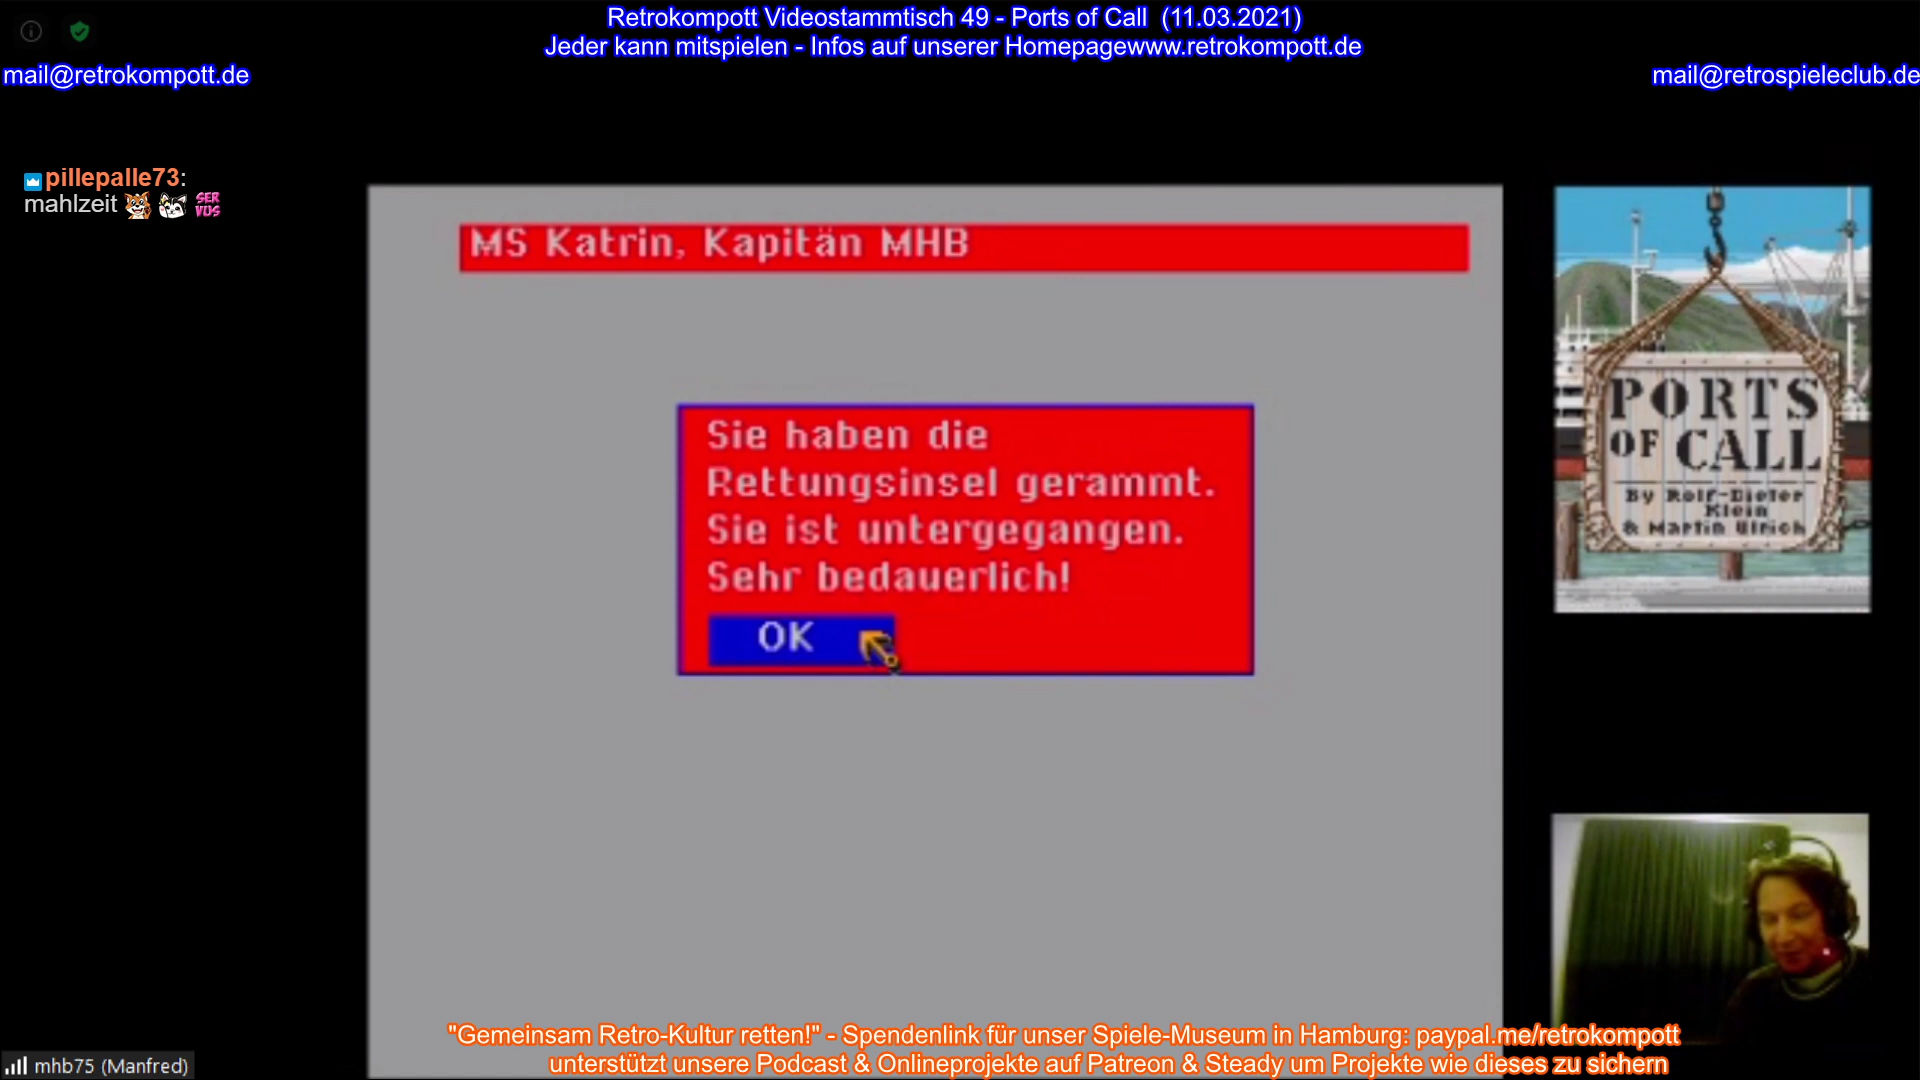 Retrokompott Videostammtisch 49 - Ports of Call (11.03.2021)
Jeder kann mitspielen - Infos auf unserer Homepagewww.retrokompott.de
mail@retrokompott.de
mail@retrospieleclub.de
pillepalle73:
mahlzeit SER VUS
MS Katrin, Kapitän MHB
Sie haben die
Rettungsinsel gerammt.
Sie ist untergegangen.
Sehr bedauerlich!
OK
PORTS
OF CALL
By Rolf-Dieter
Klein
& Martin Ulrich
"Gemeinsam Retro-Kultur retten!" - Spendenlink für unser Spiele-Museum in Hamburg: paypal.me/retrokompott
unterstützt unsere Podcast & Onlineprojekte auf Patreon & Steady um Projekte wie dieses zu sichern
mhb75 (Manfred)